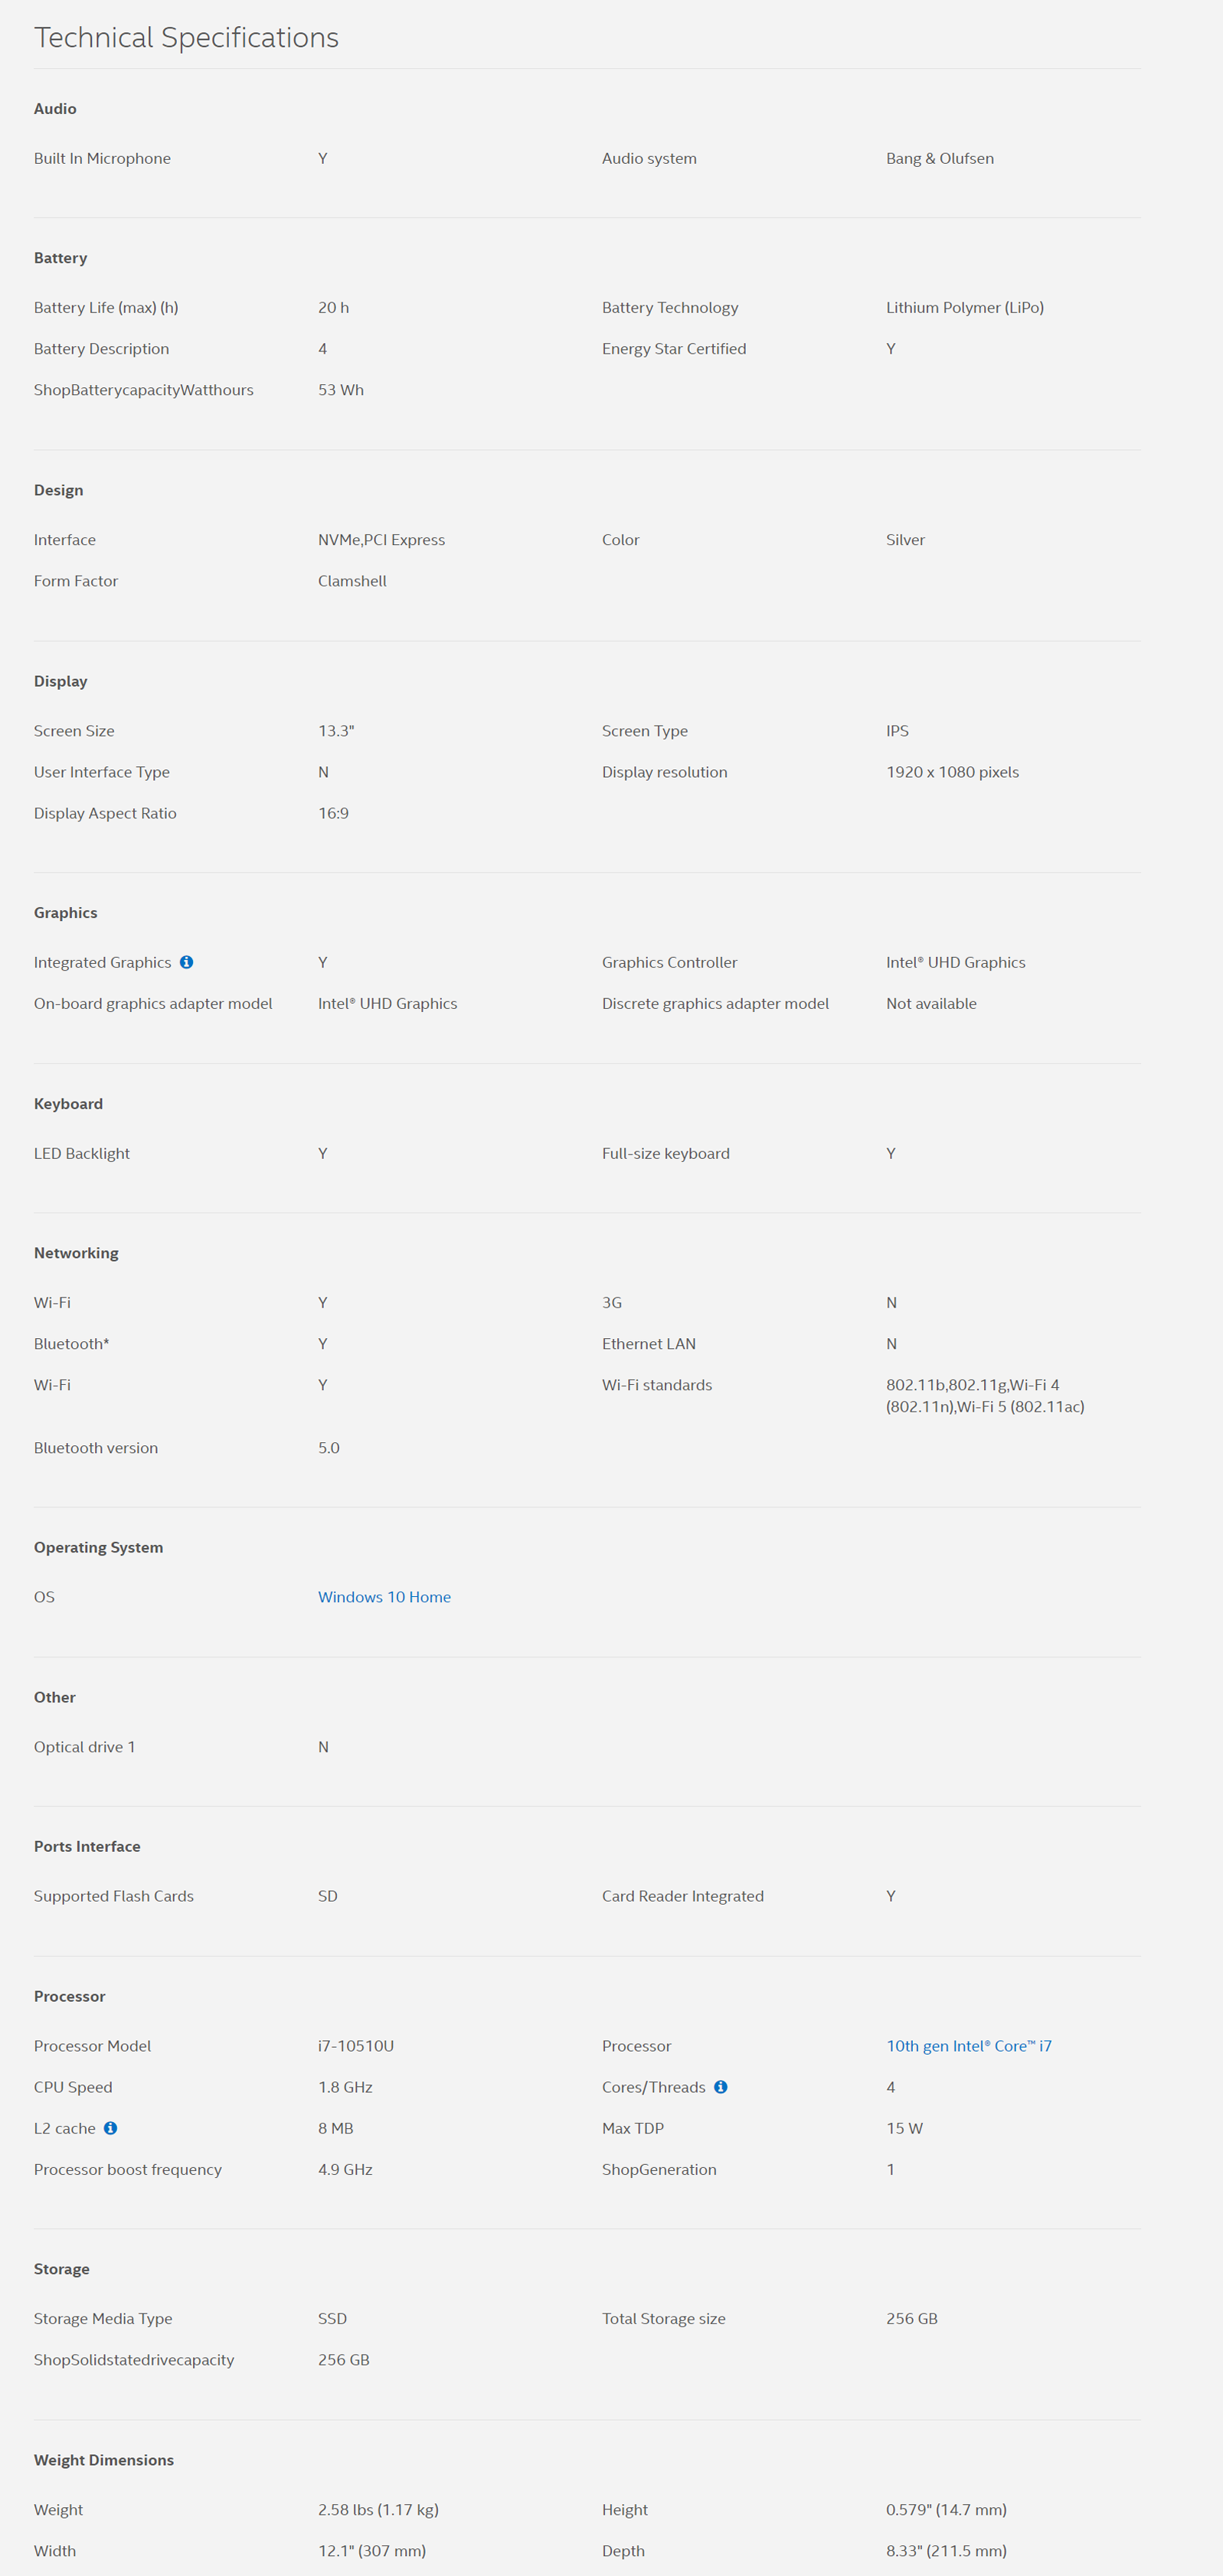 Technical Specifications
Audio
Built In Microphone Y Audio system Bang & Olufsen
Battery
Battery Life (max) (h) 20 h Battery Technology Lithium Polymer (LiPo)
Battery Description 4 Energy Star Certified Y
ShopBatterycapacityWatthours 53 Wh
Design
Interface NVMe,PCI Express Color Silver
Form Factor Clamshell
Display
Screen Size 13.3" Screen Type IPS
User Interface Type N Display resolution 1920 x 1080 pixels
Display Aspect Ratio 16:9
Graphics
Integrated Graphics Y Graphics Controller Intel® UHD Graphics
On-board graphics adapter model Intel® UHD Graphics Discrete graphics adapter model Not available
Keyboard
LED Backlight Y Full-size keyboard Y
Networking
Wi-Fi Y 3G N
Bluetooth* Y Ethernet LAN N
Wi-Fi Y Wi-Fi standards 802.11b,802.11g,Wi-Fi 4
(802.11n),Wi-Fi 5 (802.11ac)
Bluetooth version 5.0
Operating System
OS Windows 10 Home
Other
Optical drive 1 N
Ports Interface
Supported Flash Cards SD Card Reader Integrated Y
Processor
Processor Model i7-10510U Processor 10th gen Intel® Core™ i7
CPU Speed 1.8 GHz Cores/Threads 4
L2 cache 8 MB Max TDP 15 W
Processor boost frequency 4.9 GHz ShopGeneration 1
Storage
Storage Media Type SSD Total Storage size 256 GB
ShopSolidstatedrivecapacity 256 GB
Weight Dimensions
Weight 2.58 lbs (1.17 kg) Height 0.579" (14.7 mm)
Width 12.1" (307 mm) Depth 8.33" (211.5 mm)